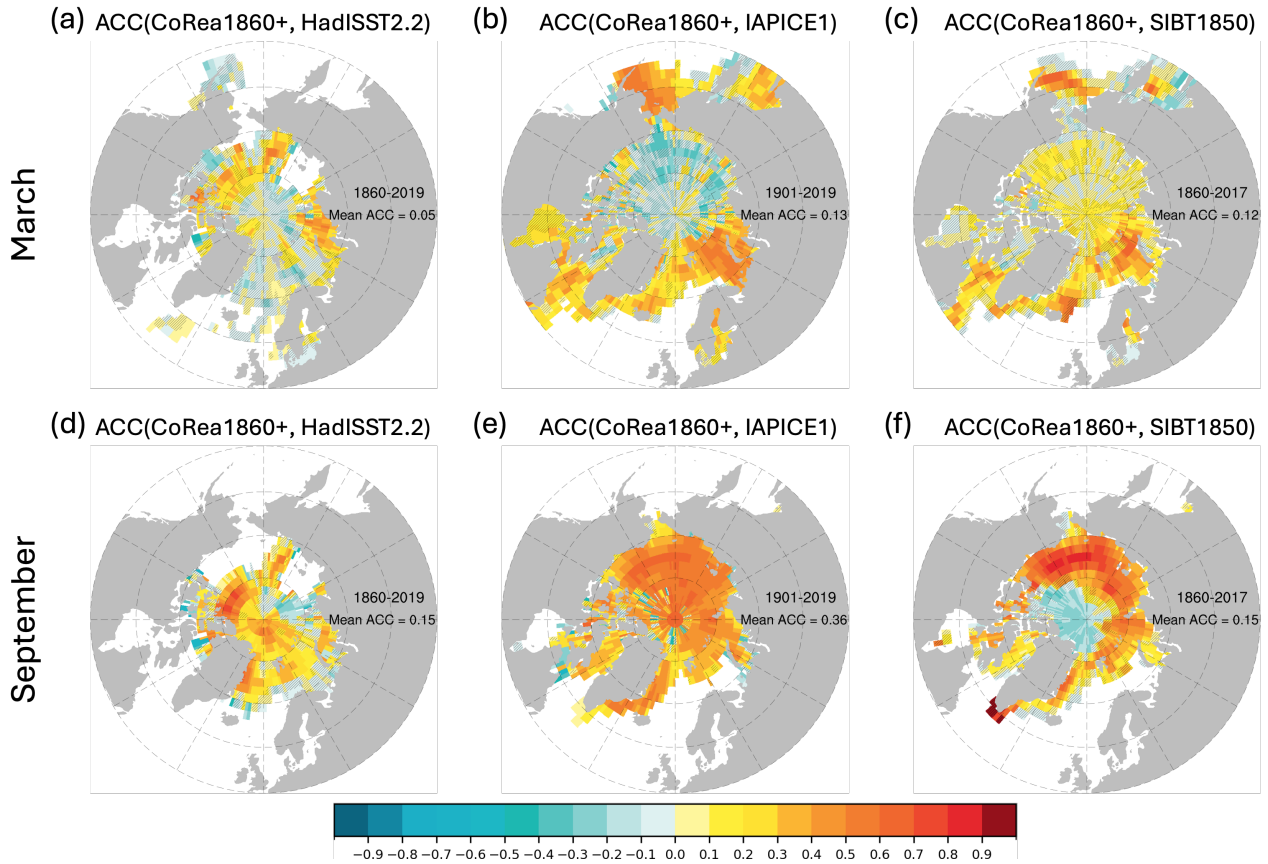 (a) ACC(CoRea1860+, HadISST2.2)
(b) ACC(CoRea1860+, IAPICE1)
(c) ACC(CoRea1860+, SIBT1850)
March
1860-2019
Mean ACC = 0.05
1901-2019
Mean ACC = 0.13
1860-2017
Mean ACC = 0.12
(d) ACC(CoRea1860+, HadISST2.2)
(e) ACC(CoRea1860+, IAPICE1)
(f) ACC(CoRea1860+, SIBT1850)
September
1860-2019
Mean ACC = 0.15
1901-2019
Mean ACC = 0.36
1860-2017
Mean ACC = 0.15
−0.9 −0.8 −0.7 −0.6 −0.5 −0.4 −0.3 −0.2 −0.1 0.0 0.1 0.2 0.3 0.4 0.5 0.6 0.7 0.8 0.9